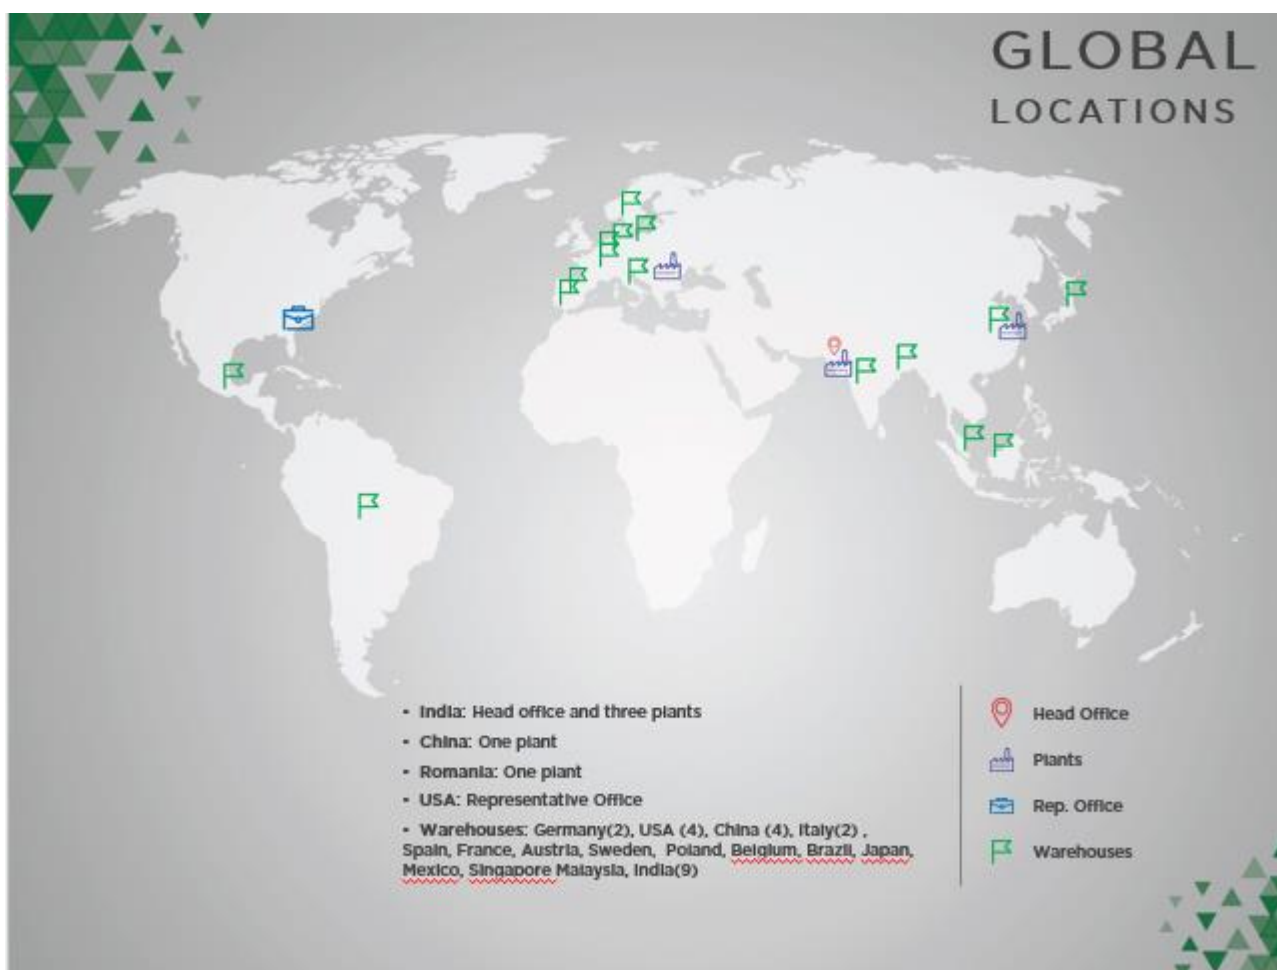 GLOBAL
LOCATIONS
• India: Head office and three plants
• China: One plant
• Romania: One plant
• USA: Representative Office
• Warehouses: Germany(2), USA (4), China (4), Italy(2) ,
Spain, France, Austria, Sweden, Poland, Belgium, Brazil, Japan,
Mexico, Singapore Malaysia, India(9)
Head Office
Plants
Rep. Office
Warehouses